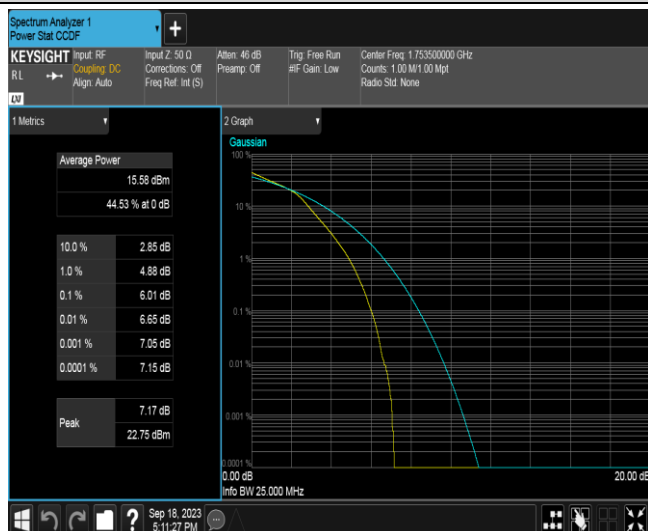 Spectrum Analyzer 1
Power Stat CCDF
KEYSIGHT Input: RF Input Z: 50 Ω Atten: 46 dB Trig: Free Run Center Freq: 1.753500000 GHz
RL Coupling: DC Corrections: Off Preamp: Off #IF Gain: Low Counts: 1.00 M/1.00 Mpt
Align: Auto Freq Ref: Int (S) Radio Std: None
LXI
1 Metrics
Average Power
15.58 dBm
44.53 % at 0 dB
10.0 % 2.85 dB
1.0 % 4.88 dB
0.1 % 6.01 dB
0.01 % 6.65 dB
0.001 % 7.05 dB
0.0001 % 7.15 dB
Peak 7.17 dB
22.75 dBm
2 Graph
Gaussian
100 %
10 %
1 %
0.1 %
0.01 %
0.001 %
0.0001 %
0.00 dB 20.00 dB
Info BW 25.000 MHz
? Sep 18, 2023
5:11:27 PM